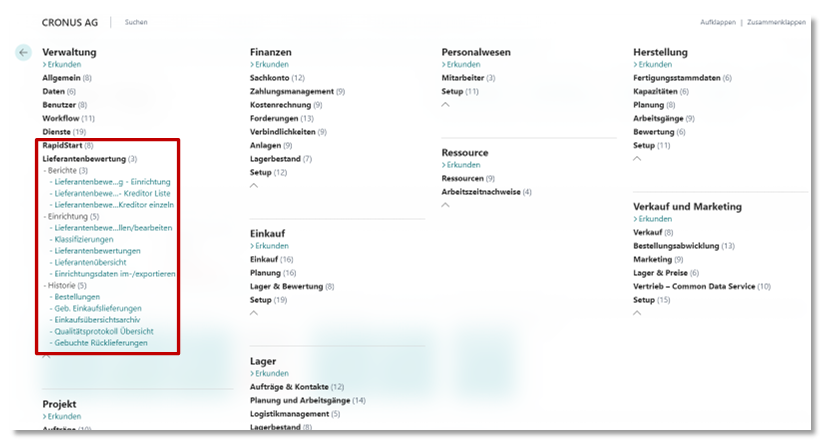 CRONUS AG
Suchen
Aufklappen | Zusammenklappen
Verwaltung
> Erkunden
Allgemein (8)
Daten (6)
Benutzer (8)
Workflow (11)
Dienste (19)
RapidStart (8)
Lieferantenbewertung (3)
- Berichte (3)
- Lieferantenbewe...g - Einrichtung
- Lieferantenbewe...- Kreditor Liste
- Lieferantenbewe...Kreditor einzeln
- Einrichtung (5)
- Lieferantenbewe...llen/bearbeiten
- Klassifizierungen
- Lieferantenbewertungen
- Lieferantenübersicht
- Einrichtungsdaten im-/exportieren
- Historie (5)
- Bestellungen
- Geb. Einkaufslieferungen
- Einkaufsübersichtsarchiv
- Qualitätsprotokoll Übersicht
- Gebuchte Rücklieferungen
Projekt
> Erkunden
Aufträge (10)
Finanzen
> Erkunden
Sachkonto (12)
Zahlungsmanagement (9)
Kostenrechnung (9)
Forderungen (13)
Verbindlichkeiten (9)
Anlagen (9)
Lagerbestand (7)
Setup (12)
Einkauf
> Erkunden
Einkauf (16)
Planung (16)
Lager & Bewertung (8)
Setup (19)
Lager
> Erkunden
Aufträge & Kontakte (12)
Planung und Arbeitsgänge (14)
Logistikmanagement (5)
Lagerbestand (8)
Personalwesen
> Erkunden
Mitarbeiter (3)
Setup (11)
Ressource
> Erkunden
Ressourcen (9)
Arbeitszeitnachweise (4)
Herstellung
> Erkunden
Fertigungsstammdaten (6)
Kapazitäten (6)
Planung (8)
Arbeitsgänge (9)
Bewertung (6)
Setup (11)
Verkauf und Marketing
> Erkunden
Verkauf (8)
Bestellungsabwicklung (13)
Marketing (9)
Lager & Preise (6)
Vertrieb – Common Data Service (10)
Setup (15)